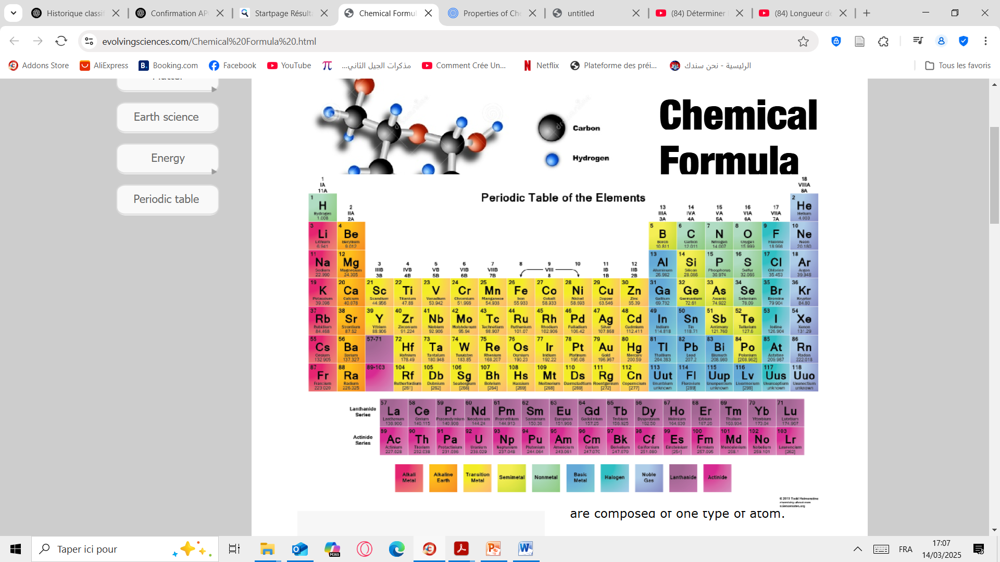 Historique classif
Confirmation AP
Startpage Résult
Chemical Formul
Properties of Che
untitled
(84) Déterminer
(84) Longueur de
evolvingsciences.com/Chemical%20Formula%20.html
Addons Store
AliExpress
Booking.com
Facebook
YouTube
مذكرات الجيل الثاني...
Comment Crée Un...
Netflix
Plateforme des préi...
الرئيسية - نحن سندك
Tous les favoris
Matter
Earth science
Energy
Periodic table
Carbon
Hydrogen
Chemical
Formula
Periodic Table of the Elements
1 18
IA VIIIA
11A 8A
2 13 14 15 16 17
IIA IIIA IVA VA VIA VIIA
2A 3A 4A 5A 6A 7A
3 4 5 6 7 8 9 10 11 12
IIIB IVB VB VIB VIIB VIII IB IIB
3B 4B 5B 6B 7B 8 1B 2B
1 H Hydrogen 1.008
2 He Helium 4.003
3 Li Lithium 6.941
4 Be Beryllium 9.012
5 B Boron 10.811
6 C Carbon 12.011
7 N Nitrogen 14.007
8 O Oxygen 15.999
9 F Fluorine 18.998
10 Ne Neon 20.180
11 Na Sodium 22.990
12 Mg Magnesium 24.305
13 Al Aluminum 26.982
14 Si Silicon 28.086
15 P Phosphorus 30.974
16 S Sulfur 32.066
17 Cl Chlorine 35.453
18 Ar Argon 39.948
19 K Potassium 39.098
20 Ca Calcium 40.078
21 Sc Scandium 44.956
22 Ti Titanium 47.88
23 V Vanadium 50.942
24 Cr Chromium 51.996
25 Mn Manganese 54.938
26 Fe Iron 55.933
27 Co Cobalt 58.933
28 Ni Nickel 58.693
29 Cu Copper 63.546
30 Zn Zinc 65.39
31 Ga Gallium 69.732
32 Ge Germanium 72.61
33 As Arsenic 74.922
34 Se Selenium 78.09
35 Br Bromine 79.904
36 Kr Krypton 84.80
37 Rb Rubidium 84.468
38 Sr Strontium 87.62
39 Y Yttrium 88.906
40 Zr Zirconium 91.224
41 Nb Niobium 92.906
42 Mo Molybdenum 95.94
43 Tc Technetium 98.907
44 Ru Ruthenium 101.07
45 Rh Rhodium 102.906
46 Pd Palladium 106.42
47 Ag Silver 107.868
48 Cd Cadmium 112.411
49 In Indium 114.818
50 Sn Tin 118.71
51 Sb Antimony 121.760
52 Te Tellurium 127.6
53 I Iodine 126.904
54 Xe Xenon 131.29
55 Cs Cesium 132.905
56 Ba Barium 137.327
57-71
72 Hf Hafnium 178.49
73 Ta Tantalum 180.948
74 W Tungsten 183.85
75 Re Rhenium
76 Os Osmium 190.23
77 Ir Iridium 192.22
78 Pt Platinum 195.08
79 Au Gold 196.967
80 Hg Mercury 200.59
81 Tl Thallium 204.383
82 Pb Lead 207.2
83 Bi Bismuth 208.980
84 Po Polonium [208.982]
85 At Astatine 209.987
86 Rn Radon 222.018
87 Fr Francium 223.020
88 Ra Radium 226.025
89-103
104 Rf Rutherfordium [261]
105 Db Dubnium [262]
106 Sg Seaborgium [266]
107 Bh Bohrium [264]
108 Hs Hassium [269]
109 Mt Meitnerium [268]
110 Ds Darmstadtium [269]
111 Rg Roentgenium [272]
112 Cn Copernicium [277]
113 Uut Ununtrium unknown
114 Fl Flerovium [289]
115 Uup Ununpentium unknown
116 Lv Livermorium [298]
117 Uus Ununseptium unknown
118 Uuo Ununoctium unknown
Lanthanide
Series
57 La Lanthanum 138.906
58 Ce Cerium 140.115
59 Pr Praseodymium 140.908
60 Nd Neodymium 144.24
61 Pm Promethium 144.913
62 Sm Samarium 150.36
63 Eu Europium 151.966
64 Gd Gadolinium 157.25
65 Tb Terbium 158.925
66 Dy Dysprosium 162.50
67 Ho Holmium 164.930
68 Er Erbium 167.26
69 Tm Thulium 168.934
70 Yb Ytterbium 173.04
71 Lu Lutetium 174.967
Actinide
Series
89 Ac Actinium 227.028
90 Th Thorium 232.038
91 Pa Protactinium 231.036
92 U Uranium 238.029
93 Np Neptunium 237.048
94 Pu Plutonium 244.064
95 Am Americium 243.061
96 Cm Curium 247.070
97 Bk Berkelium 247.070
98 Cf Californium 251.080
99 Es Einsteinium [254]
100 Fm Fermium 257.095
101 Md Mendelevium 258.1
102 No Nobelium 259.101
103 Lr Lawrencium [262]
Alkali Metal
Alkaline Earth
Transition Metal
Semimetal
Nonmetal
Basic Metal
Halogen
Noble Gas
Lanthanide
Actinide
© 2013 Todd Helmenstine
chemistry.about.com
sciencenotes.org
are composed of one type of atom.
Taper ici pour
FRA
17:07
14/03/2025